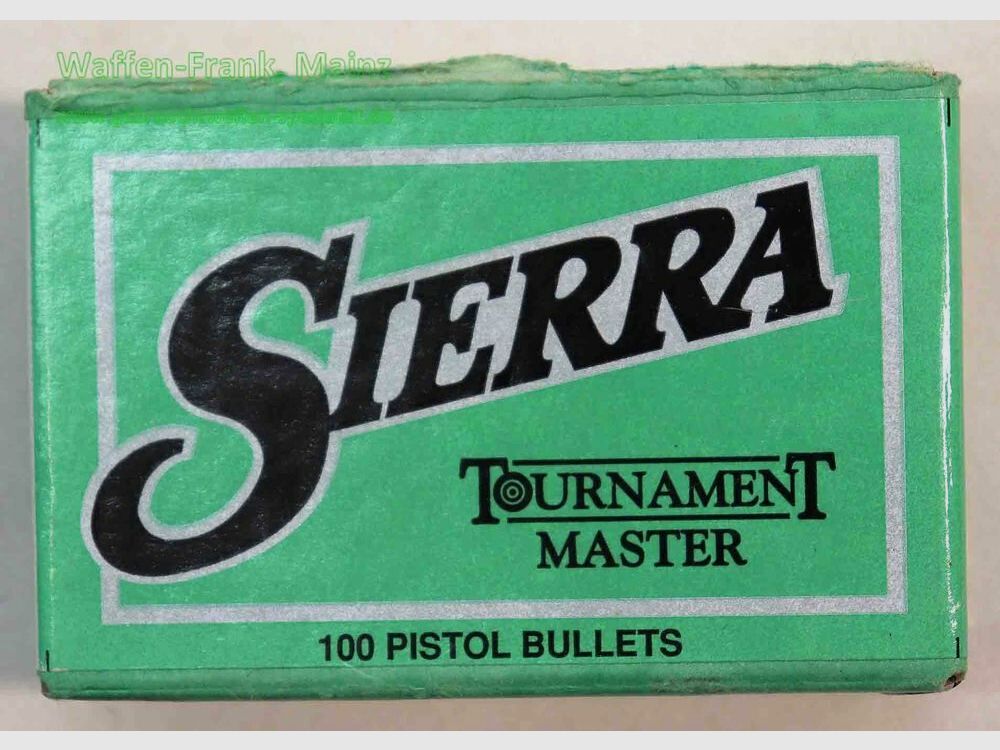 Waffen-Frank, Mainz
SIERRA
TOURNAMENT
MASTER
100 PISTOL BULLETS